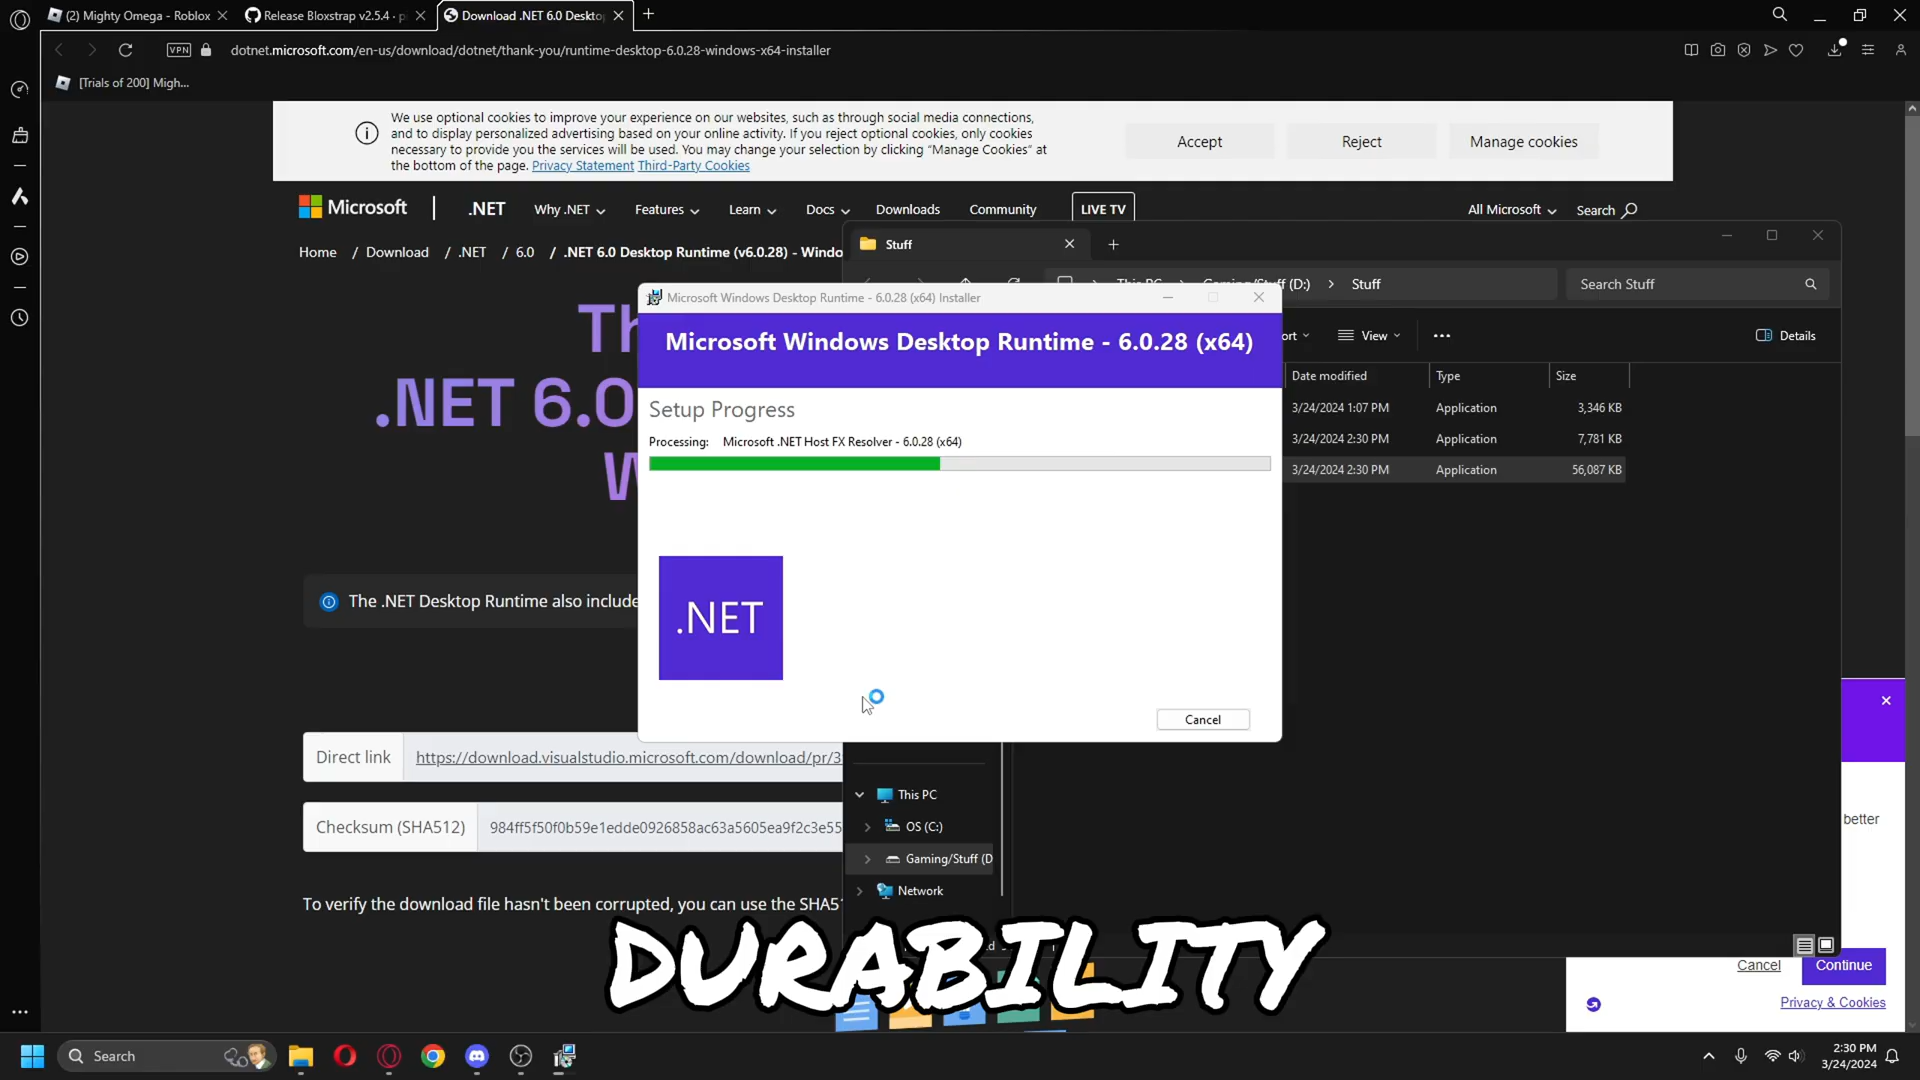 (2) Mighty Omega - Roblox
Release Bloxstrap v2.5.4 · p
Download .NET 6.0 Deskto
VPN
dotnet.microsoft.com/en-us/download/dotnet/thank-you/runtime-desktop-6.0.28-windows-x64-installer
[Trials of 200] Migh...
We use optional cookies to improve your experience on our websites, such as through social media connections,
and to display personalized advertising based on your online activity. If you reject optional cookies, only cookies
necessary to provide you the services will be used. You may change your selection by clicking “Manage Cookies” at
the bottom of the page. Privacy Statement Third-Party Cookies
Accept
Reject
Manage cookies
Microsoft
.NET
Why .NET
Features
Learn
Docs
Downloads
Community
LIVE TV
All Microsoft
Search
Home / Download / .NET / 6.0 / .NET 6.0 Desktop Runtime (v6.0.28) - Windo
Stuff
This PC
Gaming/Stuff (D:)
Stuff
Search Stuff
View
Details
Date modified
Type
Size
3/24/2024 1:07 PM
Application
3,346 KB
3/24/2024 2:30 PM
Application
7,781 KB
3/24/2024 2:30 PM
Application
56,087 KB
Microsoft Windows Desktop Runtime - 6.0.28 (x64) Installer
Microsoft Windows Desktop Runtime - 6.0.28 (x64)
Setup Progress
Processing: Microsoft .NET Host FX Resolver - 6.0.28 (x64)
.NET
Cancel
Th
.NET 6.0
W
The .NET Desktop Runtime also include
Direct link
https://download.visualstudio.microsoft.com/download/pr/3
Checksum (SHA512)
984ff5f50f0b59e1edde0926858ac63a5605ea9f2c3e55
To verify the download file hasn't been corrupted, you can use the SHA51
This PC
OS (C:)
Gaming/Stuff (D
Network
better
Cancel
Continue
Privacy & Cookies
DURABILITY
Search
2:30 PM
3/24/2024